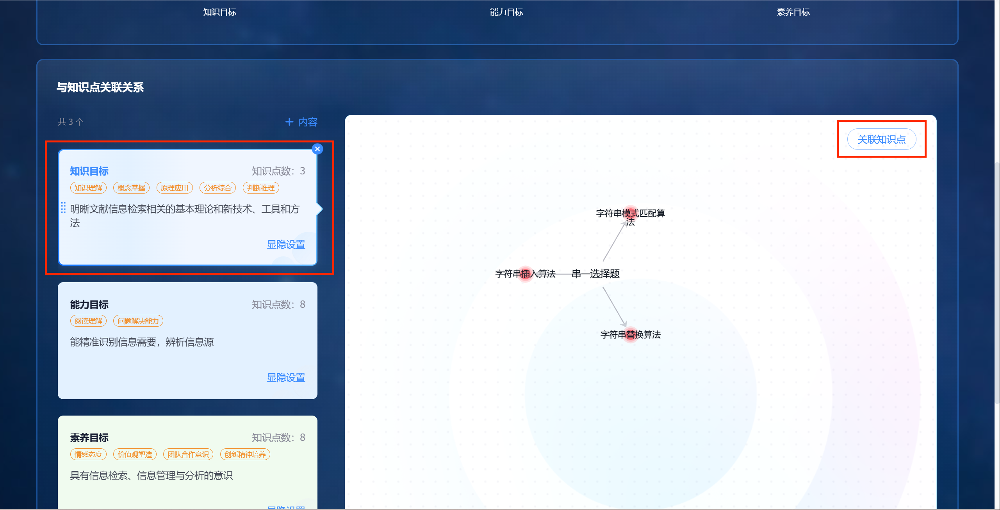 知识目标
能力目标
素养目标
与知识点关联关系
共 3 个
+ 内容
关联知识点
知识目标
知识点数：3
知识理解
概念掌握
原理应用
分析综合
判断推理
明晰文献信息检索相关的基本理论和新技术、工具和方
法
显隐设置
字符串模式匹配算
法
字符串插入算法
串一选择题
字符串替换算法
能力目标
知识点数：8
阅读理解
问题解决能力
能精准识别信息需要，辨析信息源
显隐设置
素养目标
知识点数：8
情感态度
价值观塑造
团队合作意识
创新精神培养
具有信息检索、信息管理与分析的意识
显隐设置